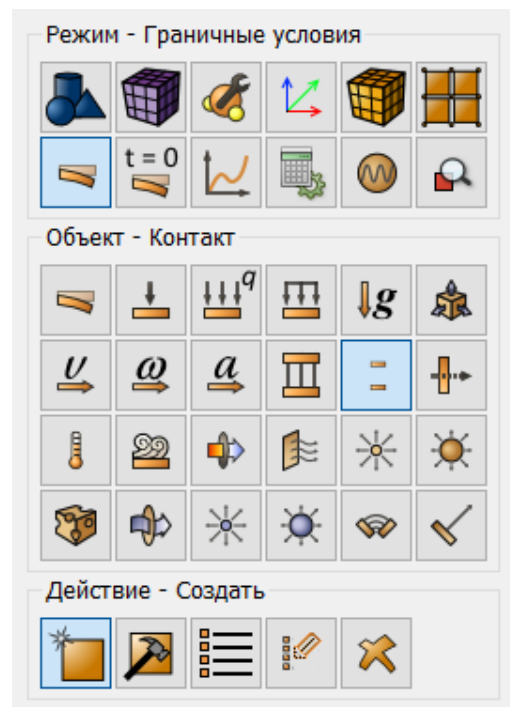 Режим - Граничные условия
t = 0
Объект - Контакт
q
g
υ ω a
Действие - Создать